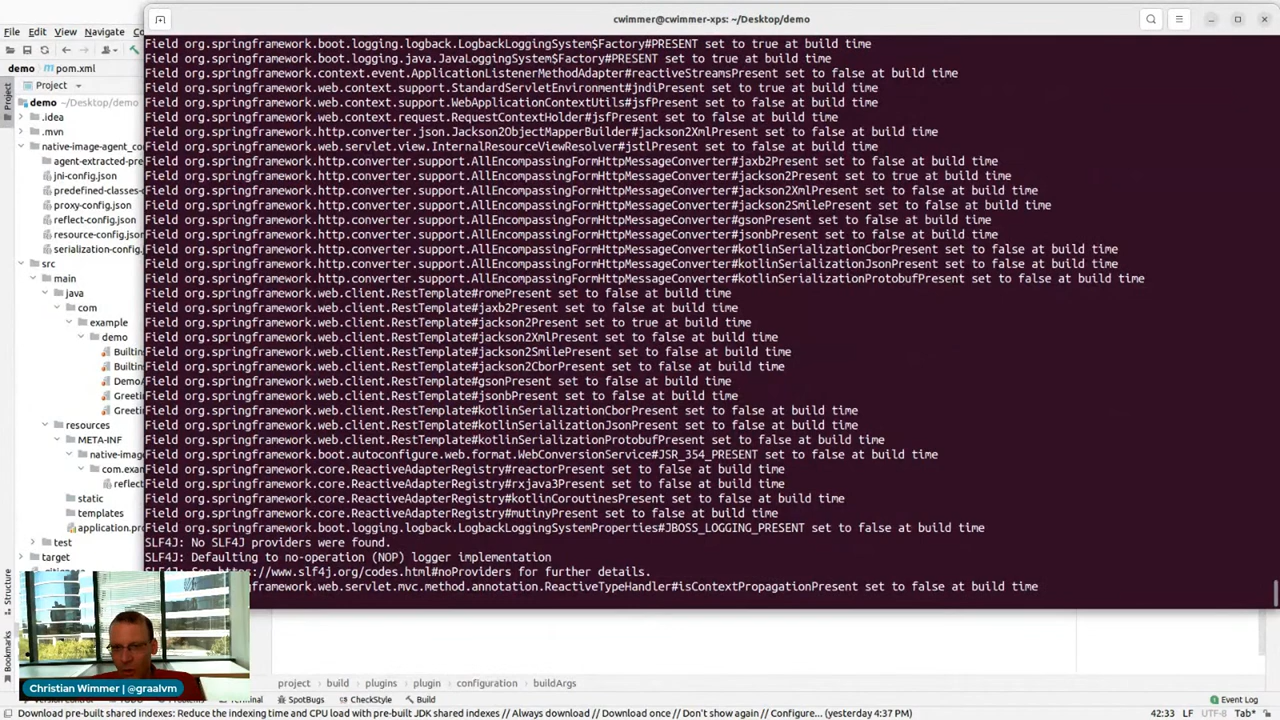 cwimmer@cwimmer-xps: ~/Desktop/demo
File Edit View Navigate
demo pom.xml
Project
demo ~/Desktop/demo
.idea
.mvn
native-image-agent_co
agent-extracted-pre
jni-config.json
predefined-classes-
proxy-config.json
reflect-config.json
resource-config.json
serialization-config.
src
main
java
com
example
demo
Builtin
Builtin
DemoA
Greeti
Greeti
resources
META-INF
native-imag
com.exa
reflect
static
templates
application.pro
test
target
Project
Structure
Bookmarks
Field org.springframework.boot.logging.logback.LogbackLoggingSystem$Factory#PRESENT set to true at build time
Field org.springframework.boot.logging.java.JavaLoggingSystem$Factory#PRESENT set to true at build time
Field org.springframework.context.event.ApplicationListenerMethodAdapter#reactiveStreamsPresent set to false at build time
Field org.springframework.web.context.support.StandardServletEnvironment#jndiPresent set to true at build time
Field org.springframework.web.context.support.WebApplicationContextUtils#jsfPresent set to false at build time
Field org.springframework.web.context.request.RequestContextHolder#jsfPresent set to false at build time
Field org.springframework.http.converter.json.Jackson2ObjectMapperBuilder#jackson2XmlPresent set to false at build time
Field org.springframework.web.servlet.view.InternalResourceViewResolver#jstlPresent set to false at build time
Field org.springframework.http.converter.support.AllEncompassingFormHttpMessageConverter#jaxb2Present set to false at build time
Field org.springframework.http.converter.support.AllEncompassingFormHttpMessageConverter#jackson2Present set to true at build time
Field org.springframework.http.converter.support.AllEncompassingFormHttpMessageConverter#jackson2XmlPresent set to false at build time
Field org.springframework.http.converter.support.AllEncompassingFormHttpMessageConverter#jackson2SmilePresent set to false at build time
Field org.springframework.http.converter.support.AllEncompassingFormHttpMessageConverter#gsonPresent set to false at build time
Field org.springframework.http.converter.support.AllEncompassingFormHttpMessageConverter#jsonbPresent set to false at build time
Field org.springframework.http.converter.support.AllEncompassingFormHttpMessageConverter#kotlinSerializationCborPresent set to false at build time
Field org.springframework.http.converter.support.AllEncompassingFormHttpMessageConverter#kotlinSerializationJsonPresent set to false at build time
Field org.springframework.http.converter.support.AllEncompassingFormHttpMessageConverter#kotlinSerializationProtobufPresent set to false at build time
Field org.springframework.web.client.RestTemplate#romePresent set to false at build time
Field org.springframework.web.client.RestTemplate#jaxb2Present set to false at build time
Field org.springframework.web.client.RestTemplate#jackson2Present set to true at build time
Field org.springframework.web.client.RestTemplate#jackson2XmlPresent set to false at build time
Field org.springframework.web.client.RestTemplate#jackson2SmilePresent set to false at build time
Field org.springframework.web.client.RestTemplate#jackson2CborPresent set to false at build time
Field org.springframework.web.client.RestTemplate#gsonPresent set to false at build time
Field org.springframework.web.client.RestTemplate#jsonbPresent set to false at build time
Field org.springframework.web.client.RestTemplate#kotlinSerializationCborPresent set to false at build time
Field org.springframework.web.client.RestTemplate#kotlinSerializationJsonPresent set to false at build time
Field org.springframework.web.client.RestTemplate#kotlinSerializationProtobufPresent set to false at build time
Field org.springframework.boot.autoconfigure.web.format.WebConversionService#JSR_354_PRESENT set to false at build time
Field org.springframework.core.ReactiveAdapterRegistry#reactorPresent set to false at build time
Field org.springframework.core.ReactiveAdapterRegistry#rxjava3Present set to false at build time
Field org.springframework.core.ReactiveAdapterRegistry#kotlinCoroutinesPresent set to false at build time
Field org.springframework.core.ReactiveAdapterRegistry#mutinyPresent set to false at build time
Field org.springframework.boot.logging.logback.LogbackLoggingSystemProperties#JBOSS_LOGGING_PRESENT set to false at build time
SLF4J: No SLF4J providers were found.
SLF4J: Defaulting to no-operation (NOP) logger implementation
SLF4J: See https://www.slf4j.org/codes.html#noProviders for further details.
framework.web.servlet.mvc.method.annotation.ReactiveTypeHandler#isContextPropagationPresent set to false at build time
Christian Wimmer | @graalvm
project build plugins plugin configuration buildArgs
Terminal SpotBugs CheckStyle Build Event Log
Download pre-built shared indexes: Reduce the indexing time and CPU load with pre-built JDK shared indexes // Always download // Download once // Don't show again // Configure... (yesterday 4:37 PM) 42:33 LF UTF-8 Tab*